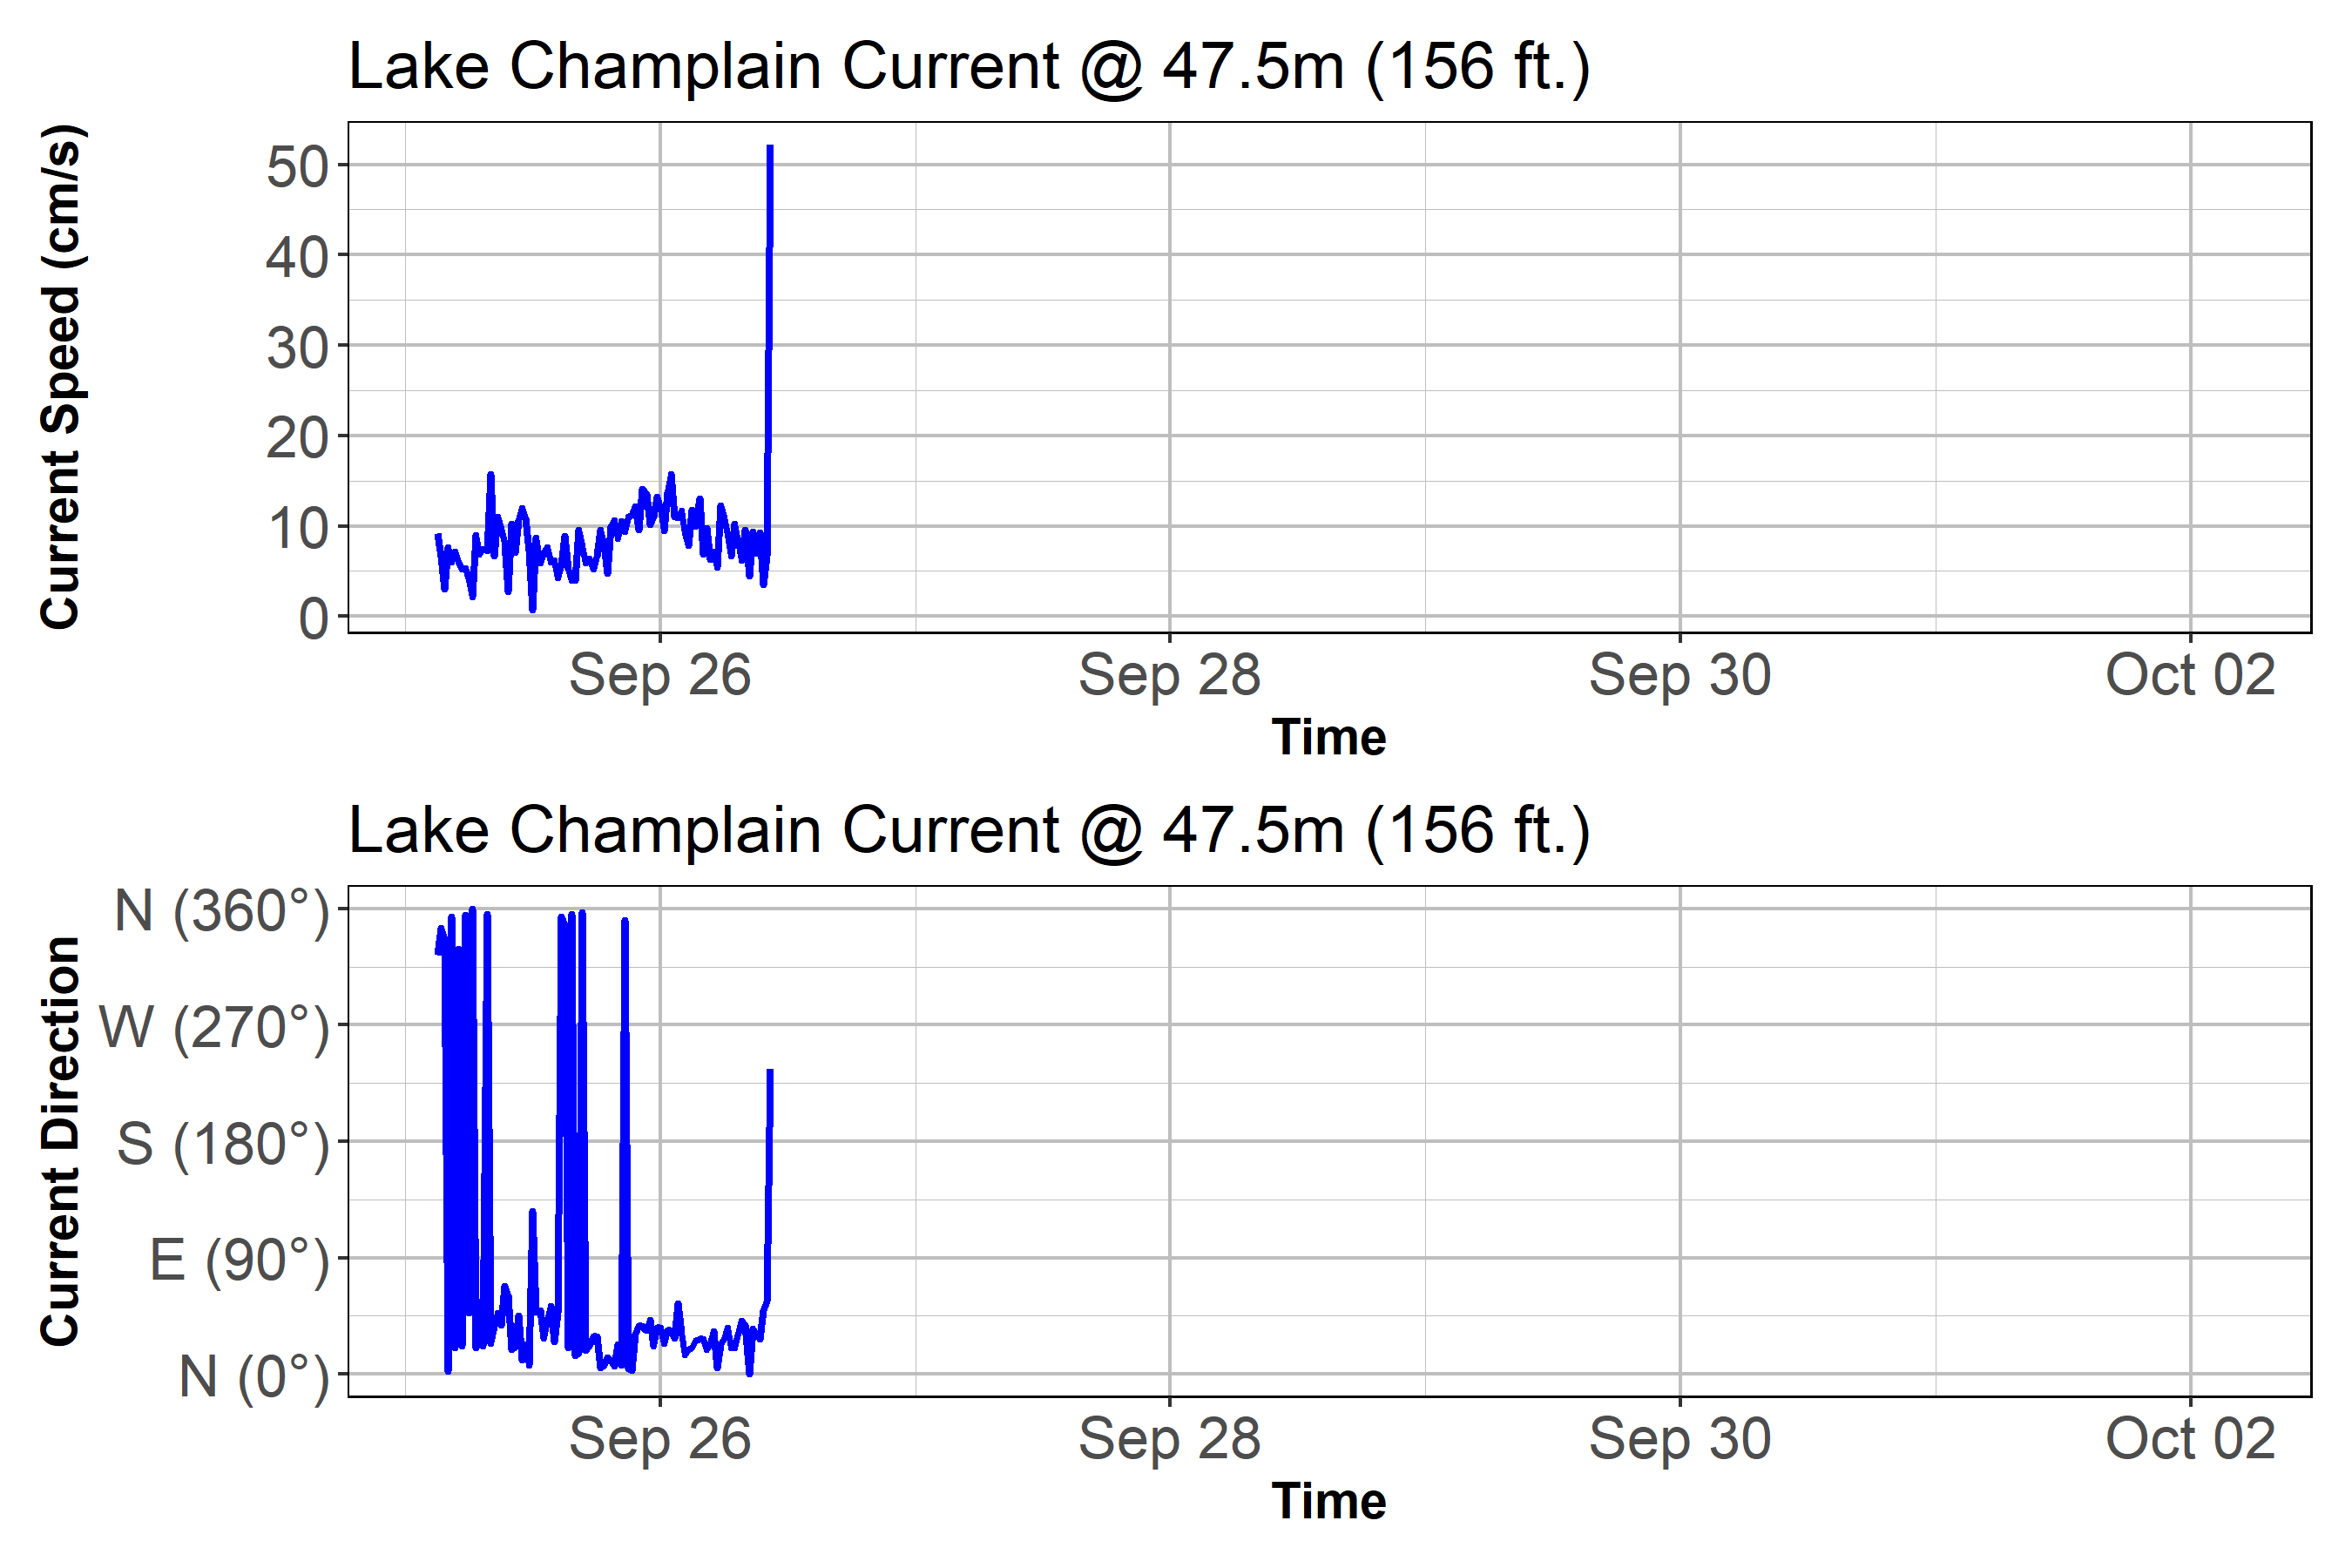 Lake Champlain Current @ 47.5m (156 ft.)
Current Speed (cm/s)
50
40
30
20
10
0
Sep 26 Sep 28 Sep 30 Oct 02
Time
Lake Champlain Current @ 47.5m (156 ft.)
Current Direction
N (360°)
W (270°)
S (180°)
E (90°)
N (0°)
Sep 26 Sep 28 Sep 30 Oct 02
Time